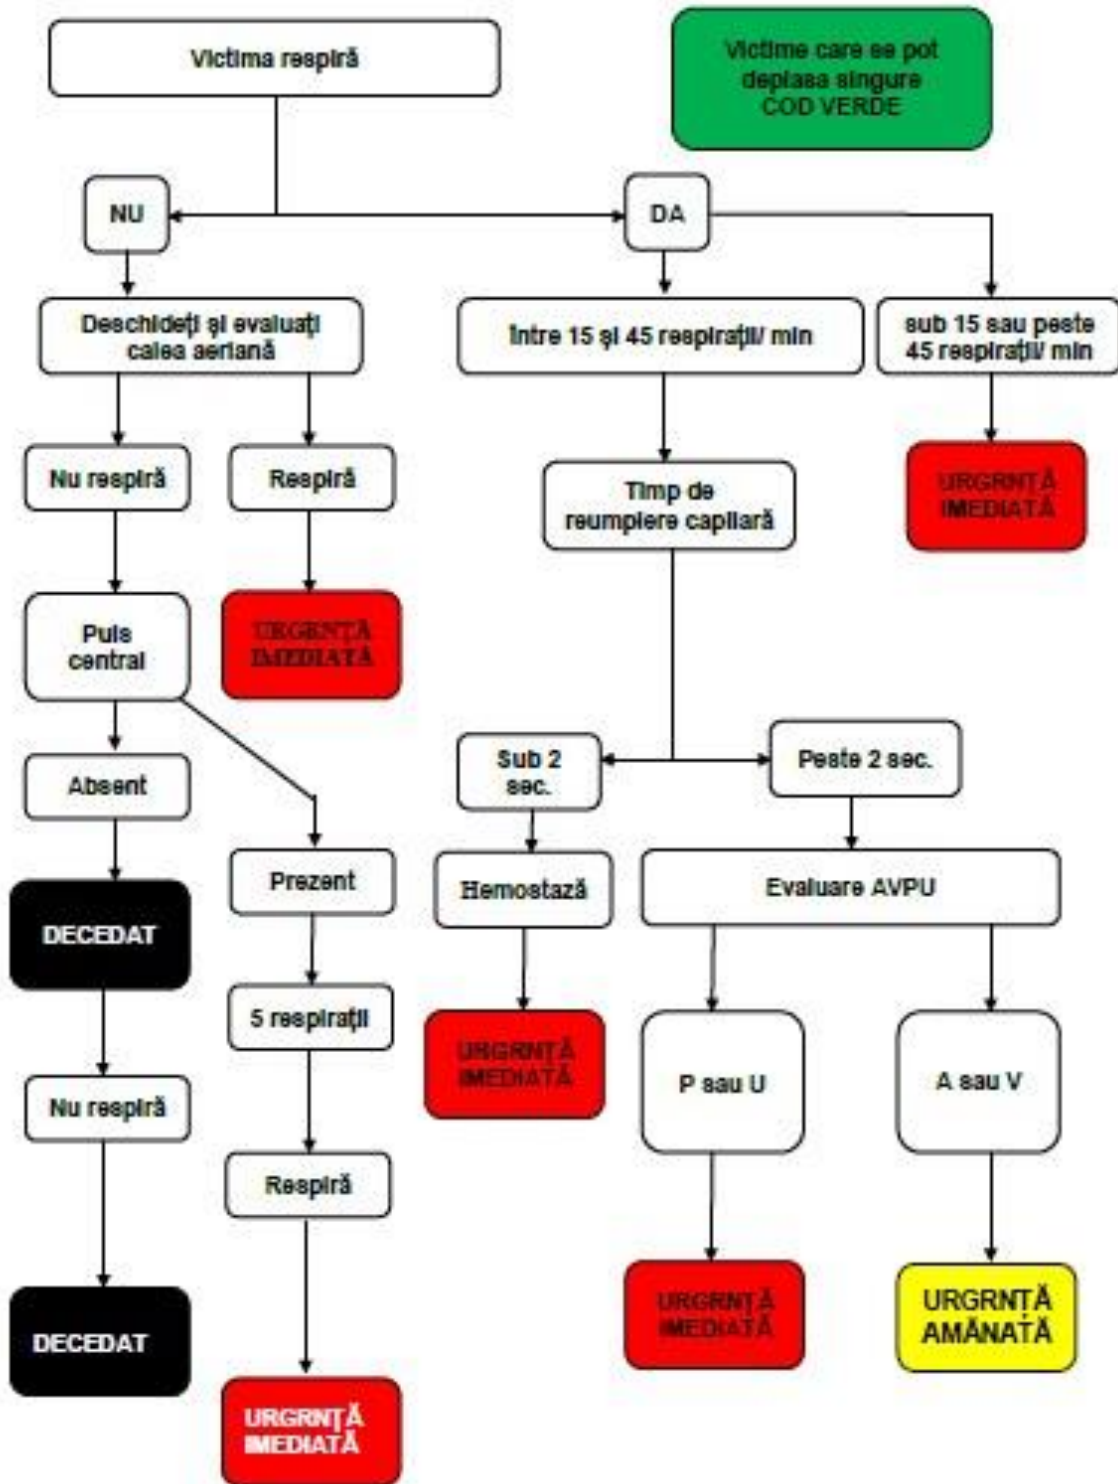 Victima respiră
Victime care se pot
deplasa singure
COD VERDE
NU
DA
Deschideți și evaluați
calea aeriană
între 15 și 45 respirații/ min
sub 15 sau peste
45 respirații/ min
Nu respiră
Respiră
Timp de
reumplere capilară
URGRNȚĂ
IMEDIATĂ
Puls
central
URGRNȚĂ
IMEDIATĂ
Absent
Sub 2
sec.
Peste 2 sec.
Prezent
Hemostază
Evaluare AVPU
DECEDAT
5 respirații
URGRNȚĂ
IMEDIATĂ
P sau U
A sau V
Nu respiră
Respiră
DECEDAT
URGRNȚĂ
IMEDIATĂ
URGRNȚĂ
AMÂNATĂ
URGRNȚĂ
IMEDIATĂ